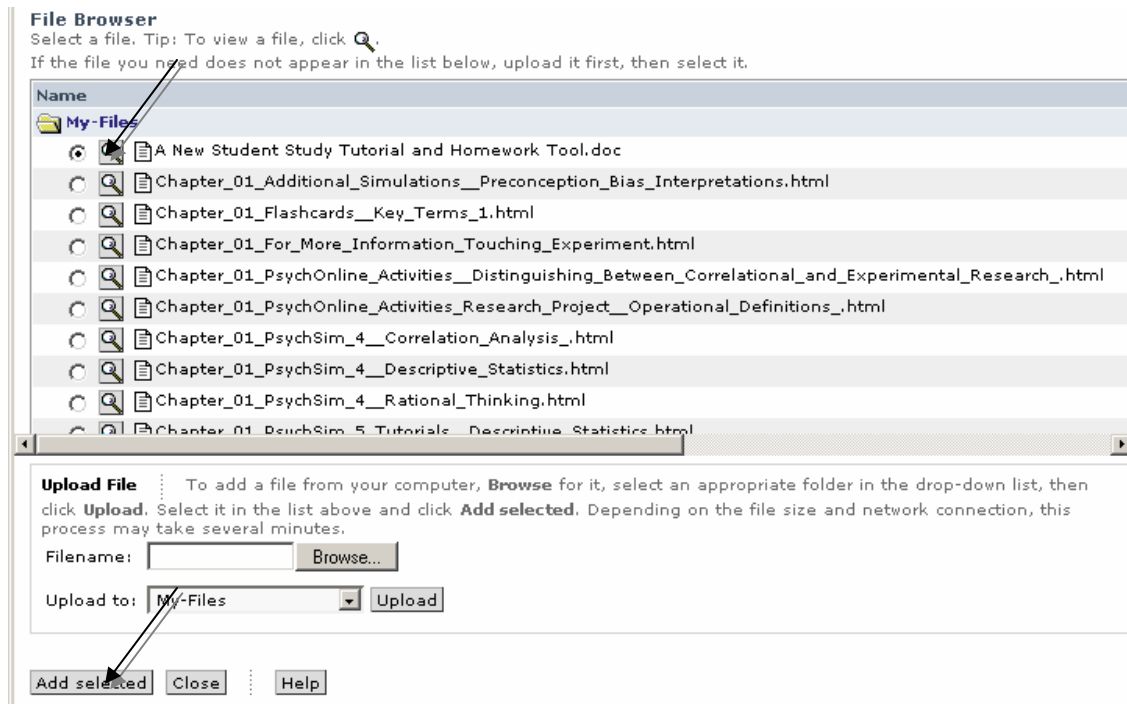 File Browser
Select a file. Tip: To view a file, click .
If the file you need does not appear in the list below, upload it first, then select it.
Name
My-Files
A New Student Study Tutorial and Homework Tool.doc
Chapter_01_Additional_Simulations__Preconception_Bias_Interpretations.html
Chapter_01_Flashcards__Key_Terms_1.html
Chapter_01_For_More_Information_Touching_Experiment.html
Chapter_01_PsychOnline_Activities__Distinguishing_Between_Correlational_and_Experimental_Research_.html
Chapter_01_PsychOnline_Activities_Research_Project__Operational_Definitions_.html
Chapter_01_PsychSim_4__Correlation_Analysis_.html
Chapter_01_PsychSim_4__Descriptive_Statistics.html
Chapter_01_PsychSim_4__Rational_Thinking.html
Chapter_01_PsychSim_5_Tutorials__Descriptive_Statistics.html
Upload File To add a file from your computer, Browse for it, select an appropriate folder in the drop-down list, then
click Upload. Select it in the list above and click Add selected. Depending on the file size and network connection, this
process may take several minutes.
Filename: Browse...
Upload to: My-Files Upload
Add selected Close Help